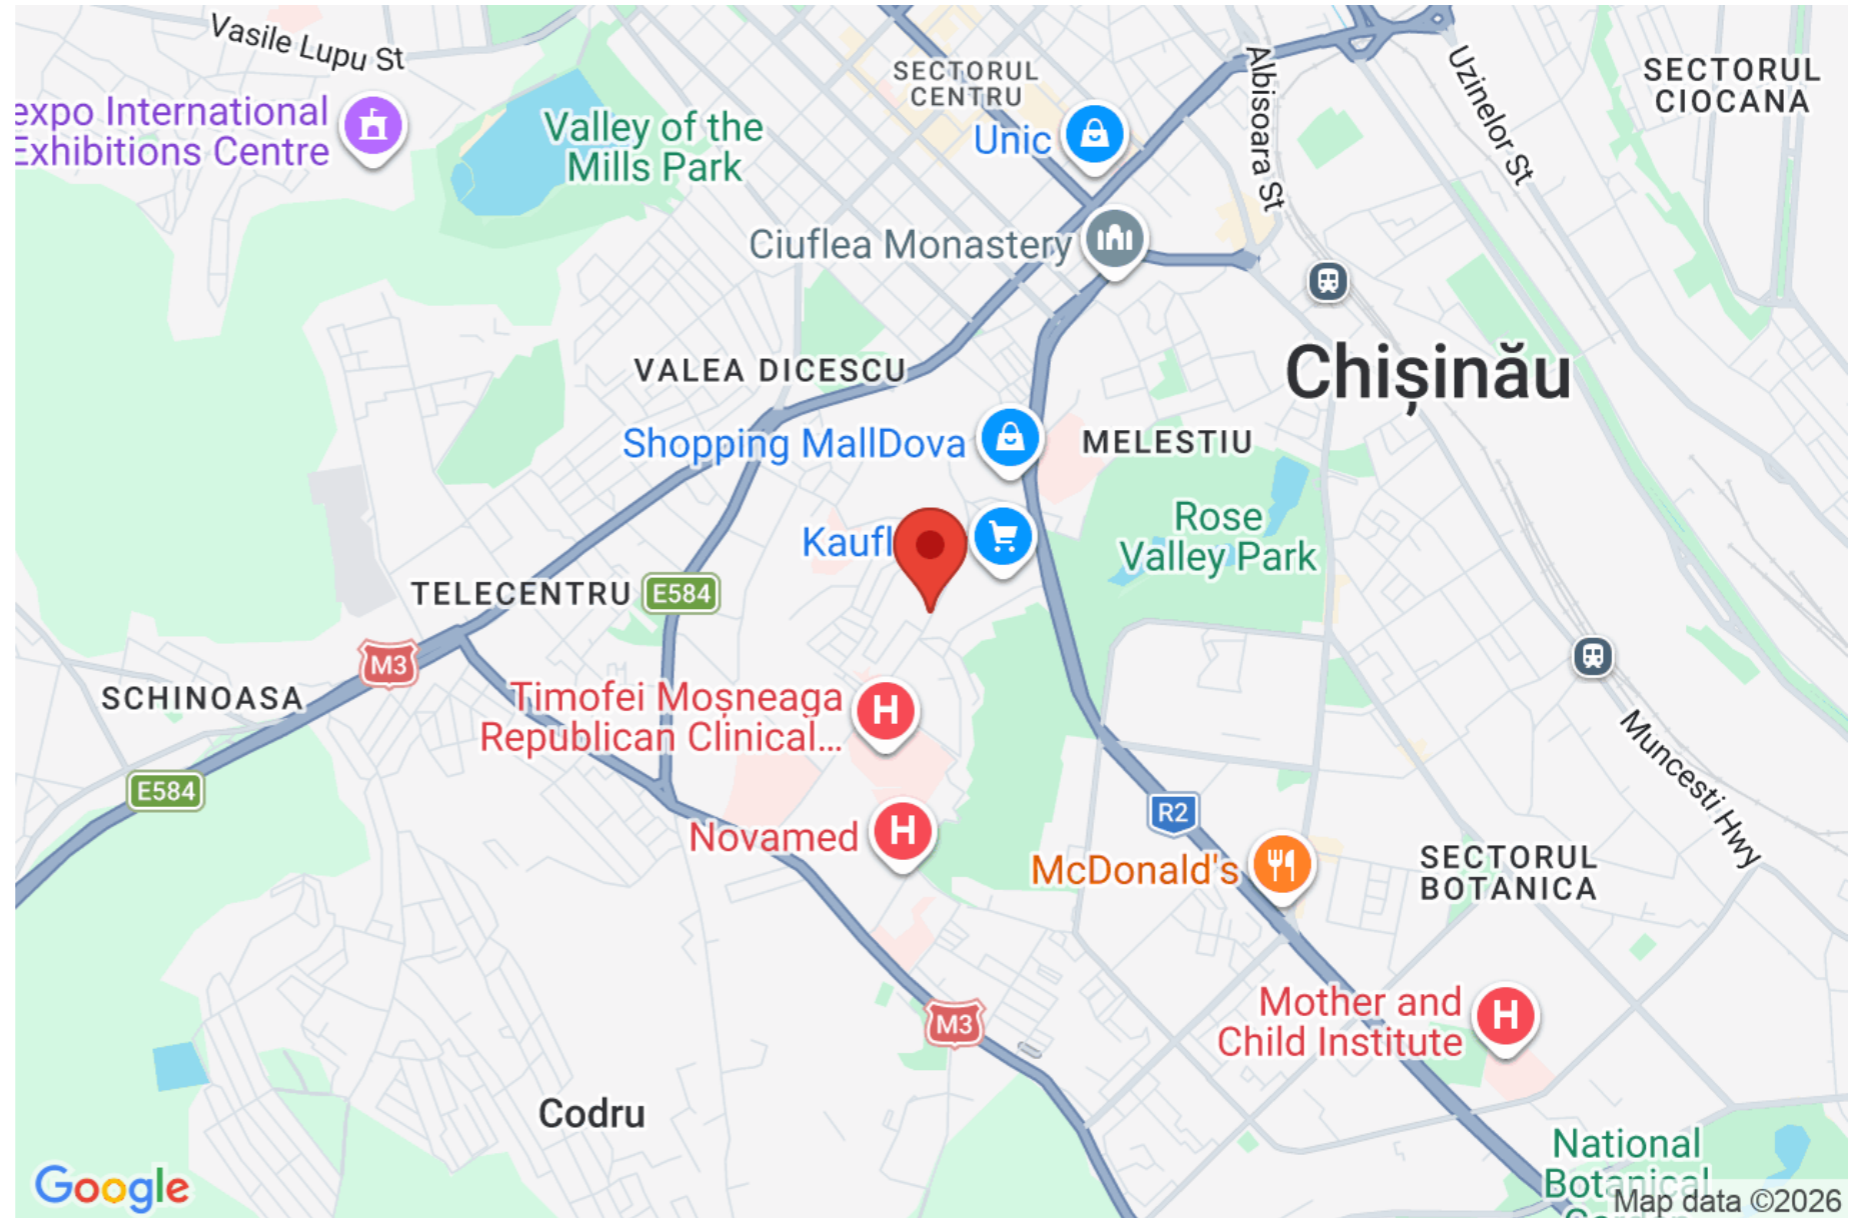 Vasile Lupu St
expo International
Exhibitions Centre
Valley of the
Mills Park
SECTORUL
CENTRU
Unic
Albisoara St
Uzinelor St
SECTORUL
CIOCANA
Ciuflea Monastery
VALEA DICESCU
Chișinău
Shopping MallDova
MELESTIU
Rose
Valley Park
Kaufl
TELECENTRU
E584
M3
SCHINOASA
Timofei Moșneaga
Republican Clinical...
H
E584
R2
Muncesti Hwy
Novamed
H
McDonald's
SECTORUL
BOTANICA
M3
Mother and
Child Institute
H
Codru
National
Botanical
Google
Map data ©2026